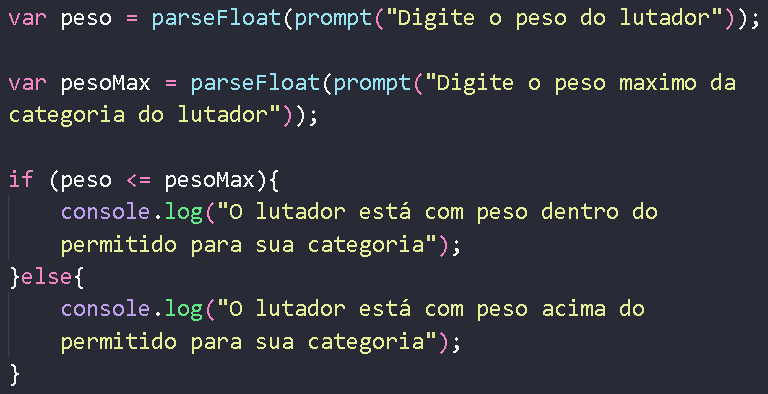 var peso = parseFloat(prompt("Digite o peso do lutador"));
var pesoMax = parseFloat(prompt("Digite o peso maximo da
categoria do lutador"));
if (peso <= pesoMax){
console.log("O lutador está com peso dentro do
permitido para sua categoria");
}else{
console.log("O lutador está com peso acima do
permitido para sua categoria");
}